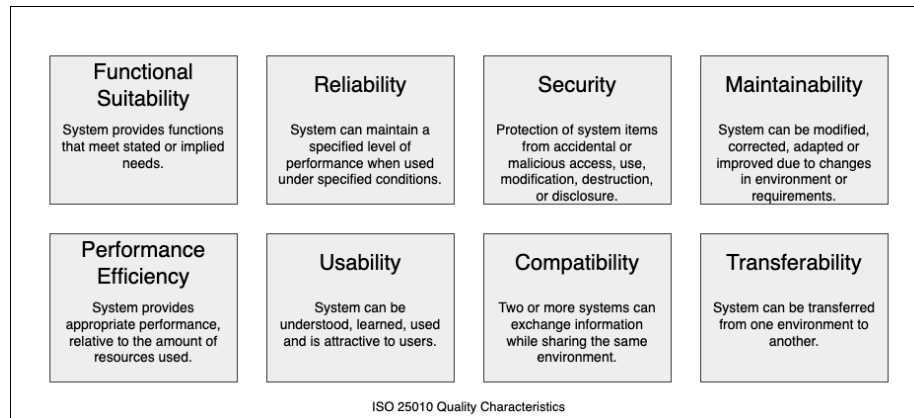 Functional
Suitability
System provides functions
that meet stated or implied
needs.
Reliability
System can maintain a
specified level of
performance when used
under specified conditions.
Security
Protection of system items
from accidental or
malicious access, use,
modification, destruction,
or disclosure.
Maintainability
System can be modified,
corrected, adapted or
improved due to changes
in environment or
requirements.
Performance
Efficiency
System provides
appropriate performance,
relative to the amount of
resources used.
Usability
System can be
understood, learned, used
and is attractive to users.
Compatibility
Two or more systems can
exchange information
while sharing the same
environment.
Transferability
System can be transferred
from one environment to
another.
ISO 25010 Quality Characteristics